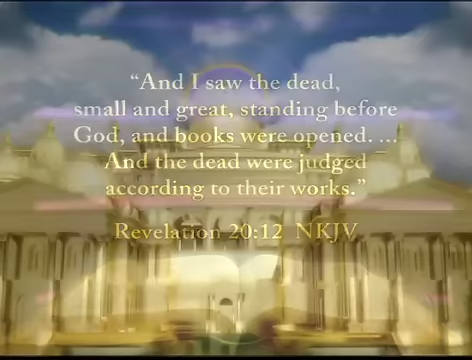 “And I saw the dead,
small and great, standing before
God, and books were opened. ...
And the dead were judged
according to their works.”
Revelation 20:12 NKJV